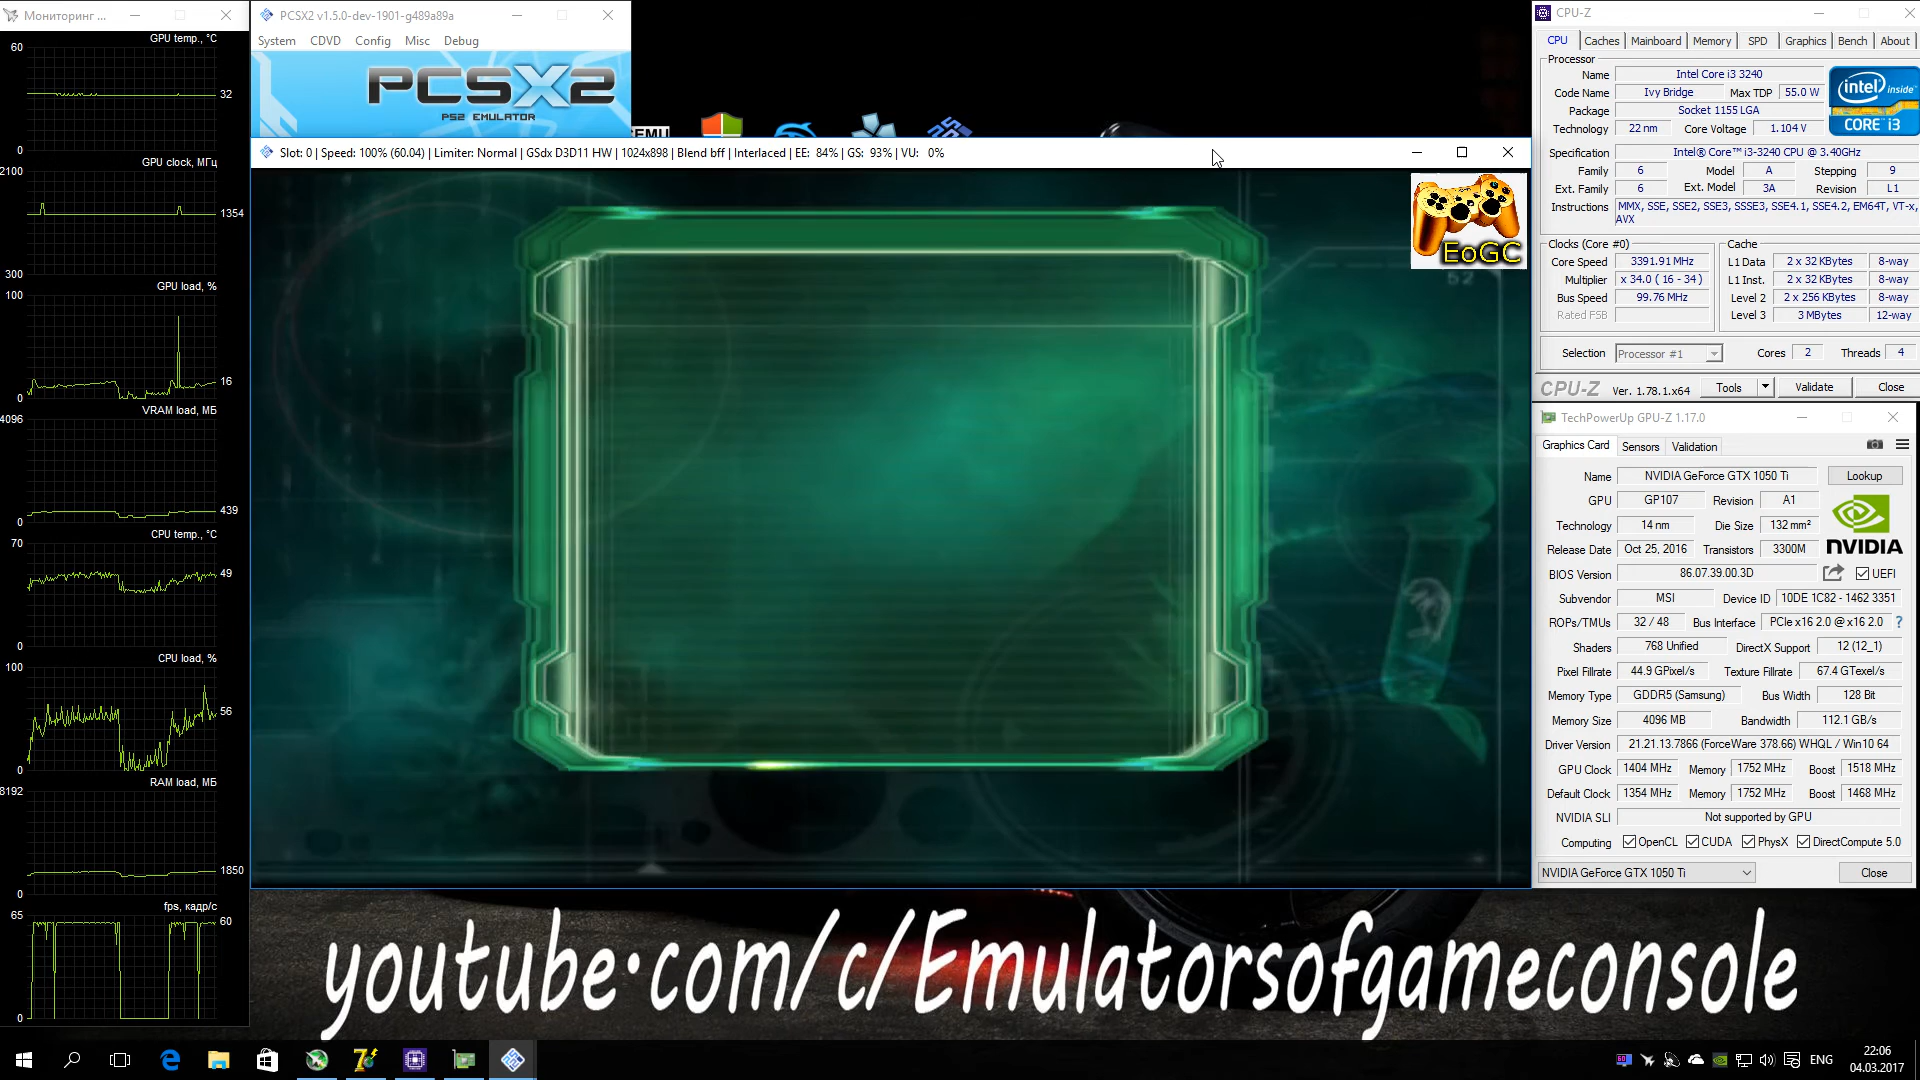 Мониторинг ...
GPU temp., °C
60
32
0
GPU clock, МГц
2100
1354
300
GPU load, %
100
16
0
VRAM load, МБ
4096
439
0
CPU temp., °C
70
49
0
CPU load, %
100
56
0
RAM load, МБ
8192
1850
0
fps, кадр/с
65
60
0
PCSX2 v1.5.0-dev-1901-g489a89a
System CDVD Config Misc Debug
PCSX2
PS2 EMULATOR
CEMU
Slot: 0 | Speed: 100% (60.04) | Limiter: Normal | GSdx D3D11 HW | 1024x898 | Blend bff | Interlaced | EE: 84% | GS: 93% | VU: 0%
EoGC
52
CPU-Z
CPU Caches Mainboard Memory SPD Graphics Bench About
Processor
Name Intel Core i3 3240
Code Name Ivy Bridge Max TDP 55.0 W
Package Socket 1155 LGA
Technology 22 nm Core Voltage 1.104 V
intel inside™
CORE i3
Specification Intel® Core™ i3-3240 CPU @ 3.40GHz
Family 6 Model A Stepping 9
Ext. Family 6 Ext. Model 3A Revision L1
Instructions MMX, SSE, SSE2, SSE3, SSSE3, SSE4.1, SSE4.2, EM64T, VT-x,
AVX
Clocks (Core #0)
Core Speed 3391.91 MHz
Multiplier x 34.0 ( 16 - 34 )
Bus Speed 99.76 MHz
Rated FSB
Cache
L1 Data 2 x 32 KBytes 8-way
L1 Inst. 2 x 32 KBytes 8-way
Level 2 2 x 256 KBytes 8-way
Level 3 3 MBytes 12-way
Selection Processor #1 Cores 2 Threads 4
CPU-Z Ver. 1.78.1.x64 Tools Validate Close
TechPowerUp GPU-Z 1.17.0
Graphics Card Sensors Validation
Name NVIDIA GeForce GTX 1050 Ti Lookup
GPU GP107 Revision A1
Technology 14 nm Die Size 132 mm²
Release Date Oct 25, 2016 Transistors 3300M
NVIDIA
BIOS Version 86.07.39.00.3D UEFI
Subvendor MSI Device ID 10DE 1C82 - 1462 3351
ROPs/TMUs 32 / 48 Bus Interface PCIe x16 2.0 @ x16 2.0 ?
Shaders 768 Unified DirectX Support 12 (12_1)
Pixel Fillrate 44.9 GPixel/s Texture Fillrate 67.4 GTexel/s
Memory Type GDDR5 (Samsung) Bus Width 128 Bit
Memory Size 4096 MB Bandwidth 112.1 GB/s
Driver Version 21.21.13.7866 (ForceWare 378.66) WHQL / Win10 64
GPU Clock 1404 MHz Memory 1752 MHz Boost 1518 MHz
Default Clock 1354 MHz Memory 1752 MHz Boost 1468 MHz
NVIDIA SLI Not supported by GPU
Computing OpenCL CUDA PhysX DirectCompute 5.0
NVIDIA GeForce GTX 1050 Ti Close
youtube.com/c/Emulatorsofgameconsole
60 ENG
22:06
04.03.2017